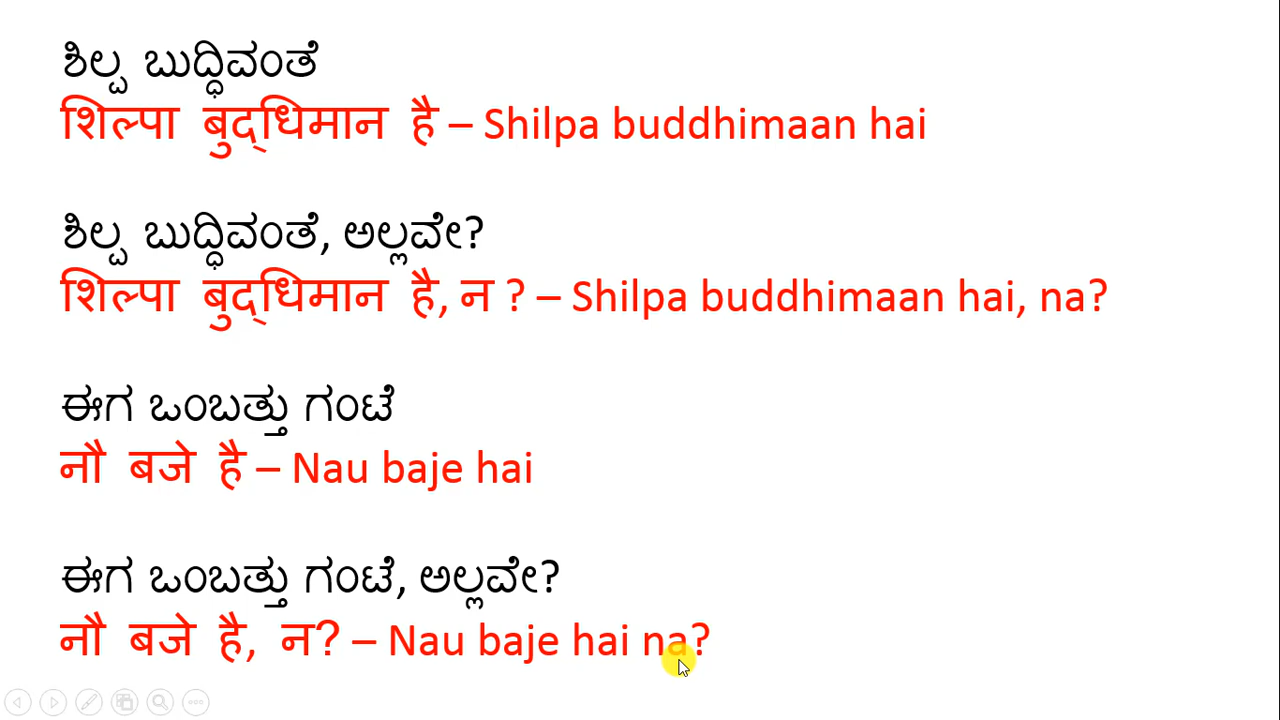 ಶಿಲ್ಪ ಬುದ್ಧಿವಂತೆ
शिल्पा बुद्‌धिमान है – Shilpa buddhimaan hai
ಶಿಲ್ಪ ಬುದ್ಧಿವಂತೆ, ಅಲ್ಲವೇ?
शिल्पा बुद्‌धिमान है, न ? – Shilpa buddhimaan hai, na?
ಈಗ ಒಂಬತ್ತು ಗಂಟೆ
नौ बजे है – Nau baje hai
ಈಗ ಒಂಬತ್ತು ಗಂಟೆ, ಅಲ್ಲವೇ?
नौ बजे है, न? – Nau baje hai na?